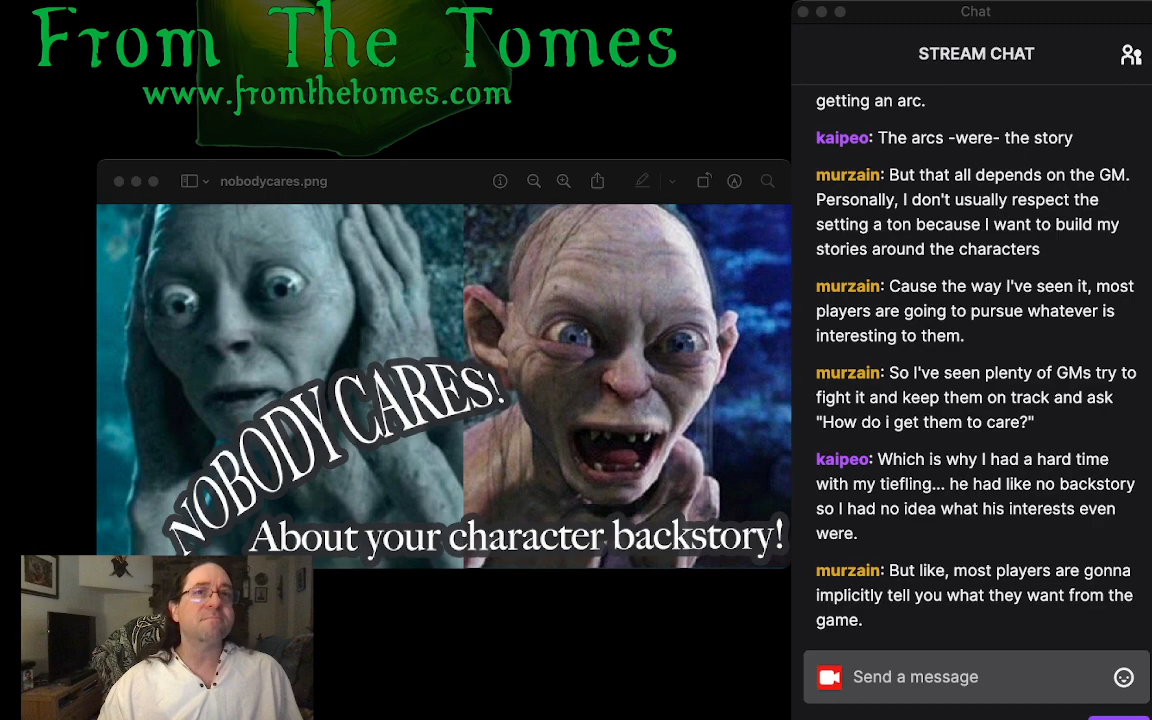 From The Tomes
www.fromthetomes.com
nobodycares.png
NOBODY CARES!
About your character backstory!
Chat
STREAM CHAT
getting an arc.
kaipeo: The arcs -were- the story
murzain: But that all depends on the GM.
Personally, I don't usually respect the
setting a ton because I want to build my
stories around the characters
murzain: Cause the way I've seen it, most
players are going to pursue whatever is
interesting to them.
murzain: So I've seen plenty of GMs try to
fight it and keep them on track and ask
"How do i get them to care?"
kaipeo: Which is why I had a hard time
with my tiefling... he had like no backstory
so I had no idea what his interests even
were.
murzain: But like, most players are gonna
implicitly tell you what they want from the
game.
Send a message